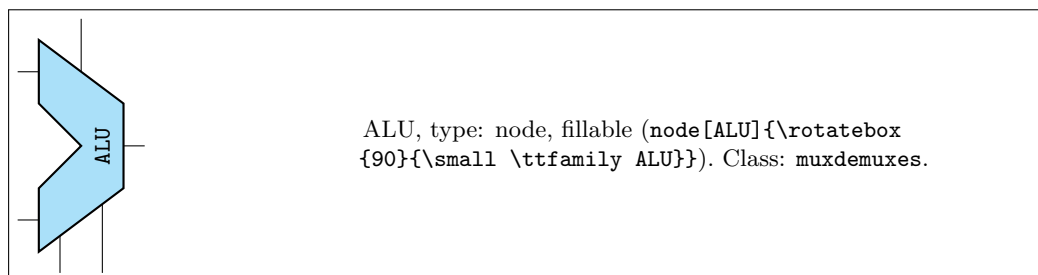 ALU
ALU, type: node, fillable (node[ALU]{\rotatebox
{90}{\small \ttfamily ALU}}). Class: muxdemuxes.